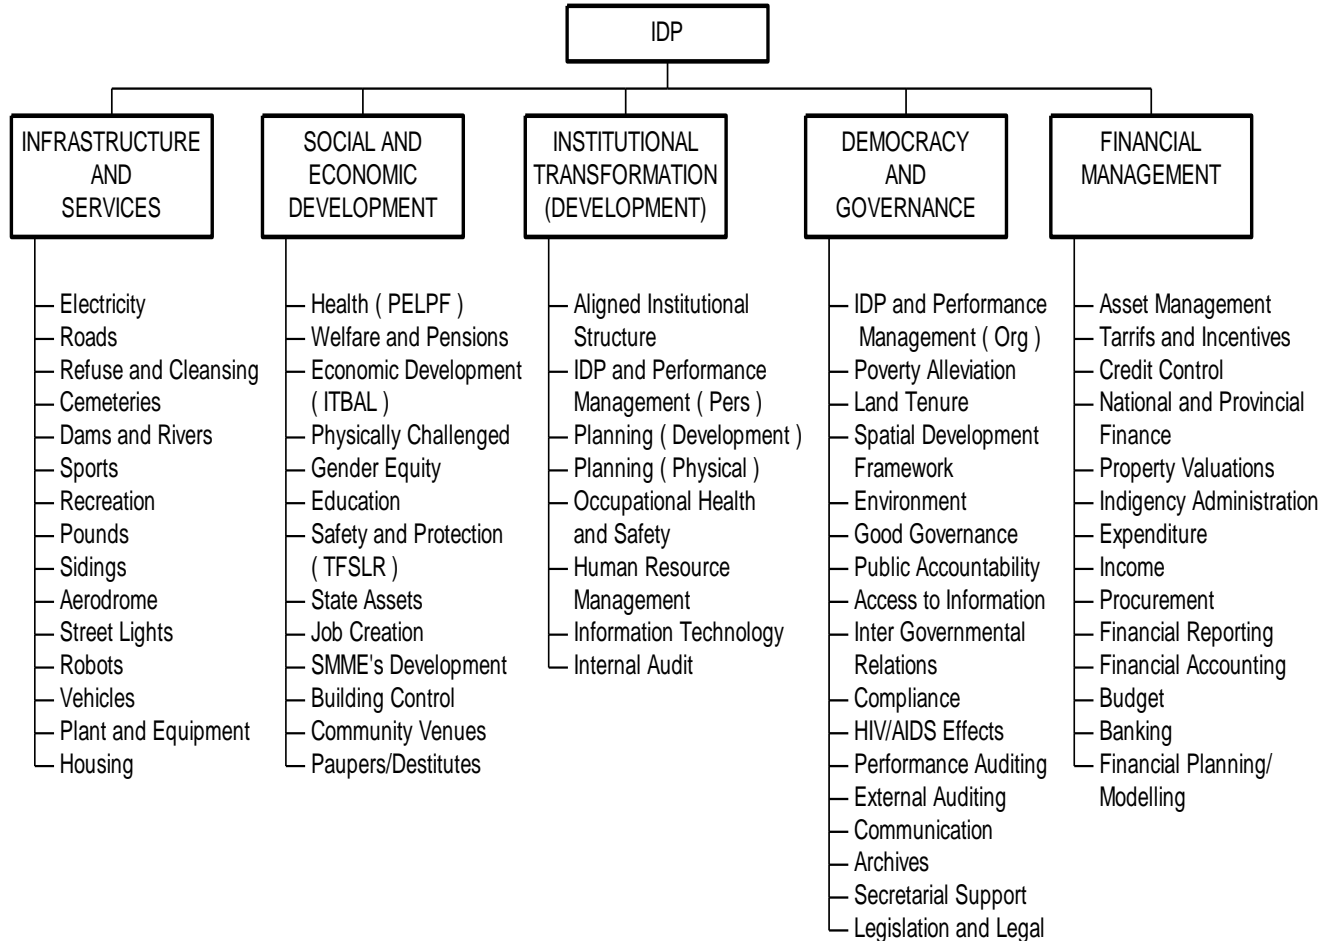 IDP
INFRASTRUCTURE
AND
SERVICES
SOCIAL AND
ECONOMIC
DEVELOPMENT
INSTITUTIONAL
TRANSFORMATION
(DEVELOPMENT)
DEMOCRACY
AND
GOVERNANCE
FINANCIAL
MANAGEMENT
Electricity
Roads
Refuse and Cleansing
Cemeteries
Dams and Rivers
Sports
Recreation
Pounds
Sidings
Aerodrome
Street Lights
Robots
Vehicles
Plant and Equipment
Housing
Health ( PELPF )
Welfare and Pensions
Economic Development
( ITBAL )
Physically Challenged
Gender Equity
Education
Safety and Protection
( TFSLR )
State Assets
Job Creation
SMME's Development
Building Control
Community Venues
Paupers/Destitutes
Aligned Institutional
Structure
IDP and Performance
Management ( Pers )
Planning ( Development )
Planning ( Physical )
Occupational Health
and Safety
Human Resource
Management
Information Technology
Internal Audit
IDP and Performance
Management ( Org )
Poverty Alleviation
Land Tenure
Spatial Development
Framework
Environment
Good Governance
Public Accountability
Access to Information
Inter Governmental
Relations
Compliance
HIV/AIDS Effects
Performance Auditing
External Auditing
Communication
Archives
Secretarial Support
Legislation and Legal
Asset Management
Tarrifs and Incentives
Credit Control
National and Provincial
Finance
Property Valuations
Indigency Administration
Expenditure
Income
Procurement
Financial Reporting
Financial Accounting
Budget
Banking
Financial Planning/
Modelling